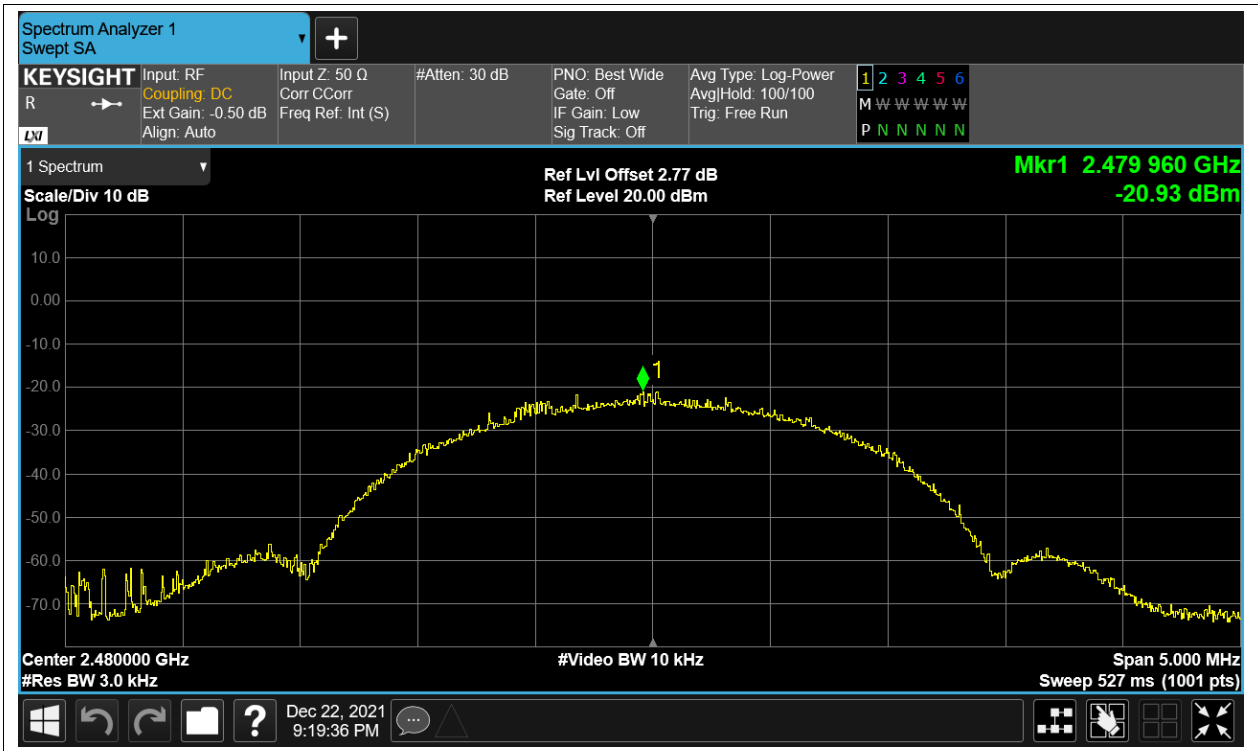 Spectrum Analyzer 1
Swept SA
▼
+
KEYSIGHT
R
LXI
Input: RF
Coupling: DC
Ext Gain: -0.50 dB
Align: Auto
Input Z: 50 Ω
Corr CCorr
Freq Ref: Int (S)
#Atten: 30 dB
PNO: Best Wide
Gate: Off
IF Gain: Low
Sig Track: Off
Avg Type: Log-Power
Avg|Hold: 100/100
Trig: Free Run
1 2 3 4 5 6
M W W W W W
P N N N N N
1 Spectrum ▼
Scale/Div 10 dB
Log
Ref Lvl Offset 2.77 dB
Ref Level 20.00 dBm
Mkr1 2.479 960 GHz
-20.93 dBm
10.0
0.00
-10.0
-20.0
-30.0
-40.0
-50.0
-60.0
-70.0
1
Center 2.480000 GHz
#Res BW 3.0 kHz
#Video BW 10 kHz
Span 5.000 MHz
Sweep 527 ms (1001 pts)
?
Dec 22, 2021
9:19:36 PM